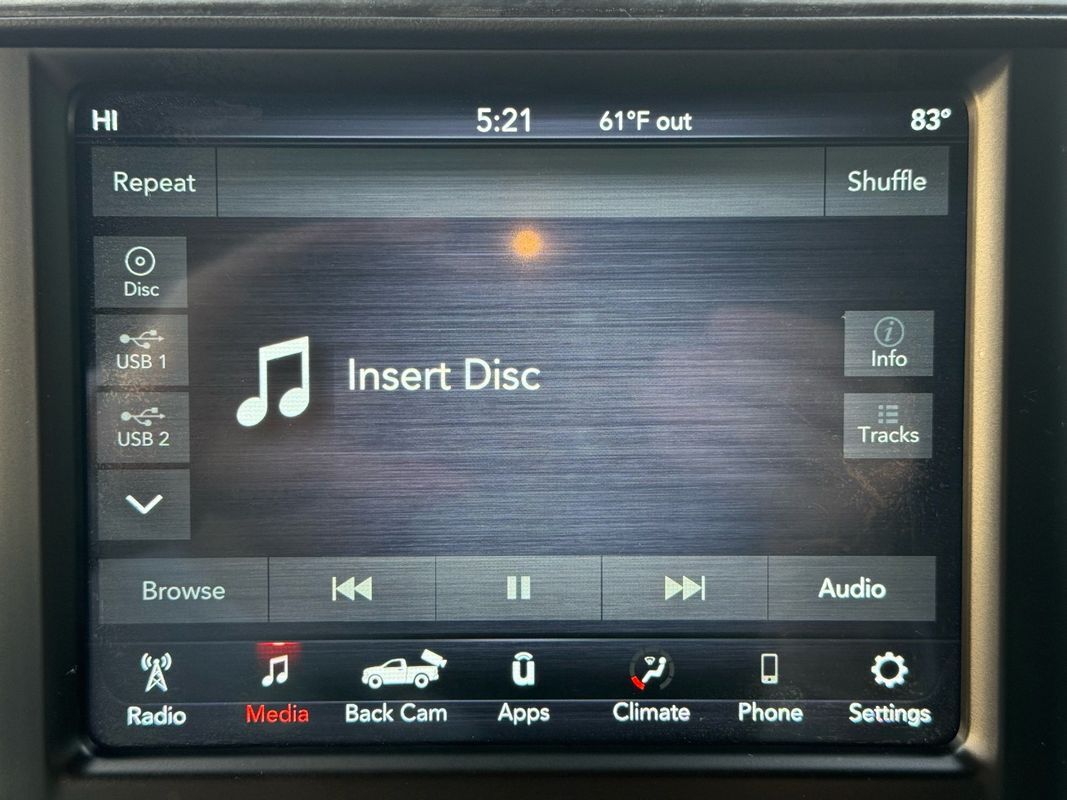 HI 5:21 61°F out 83°
Repeat Shuffle
Disc
USB 1
USB 2
Insert Disc
Info
Tracks
Browse Audio
Radio Media Back Cam Apps Climate Phone Settings